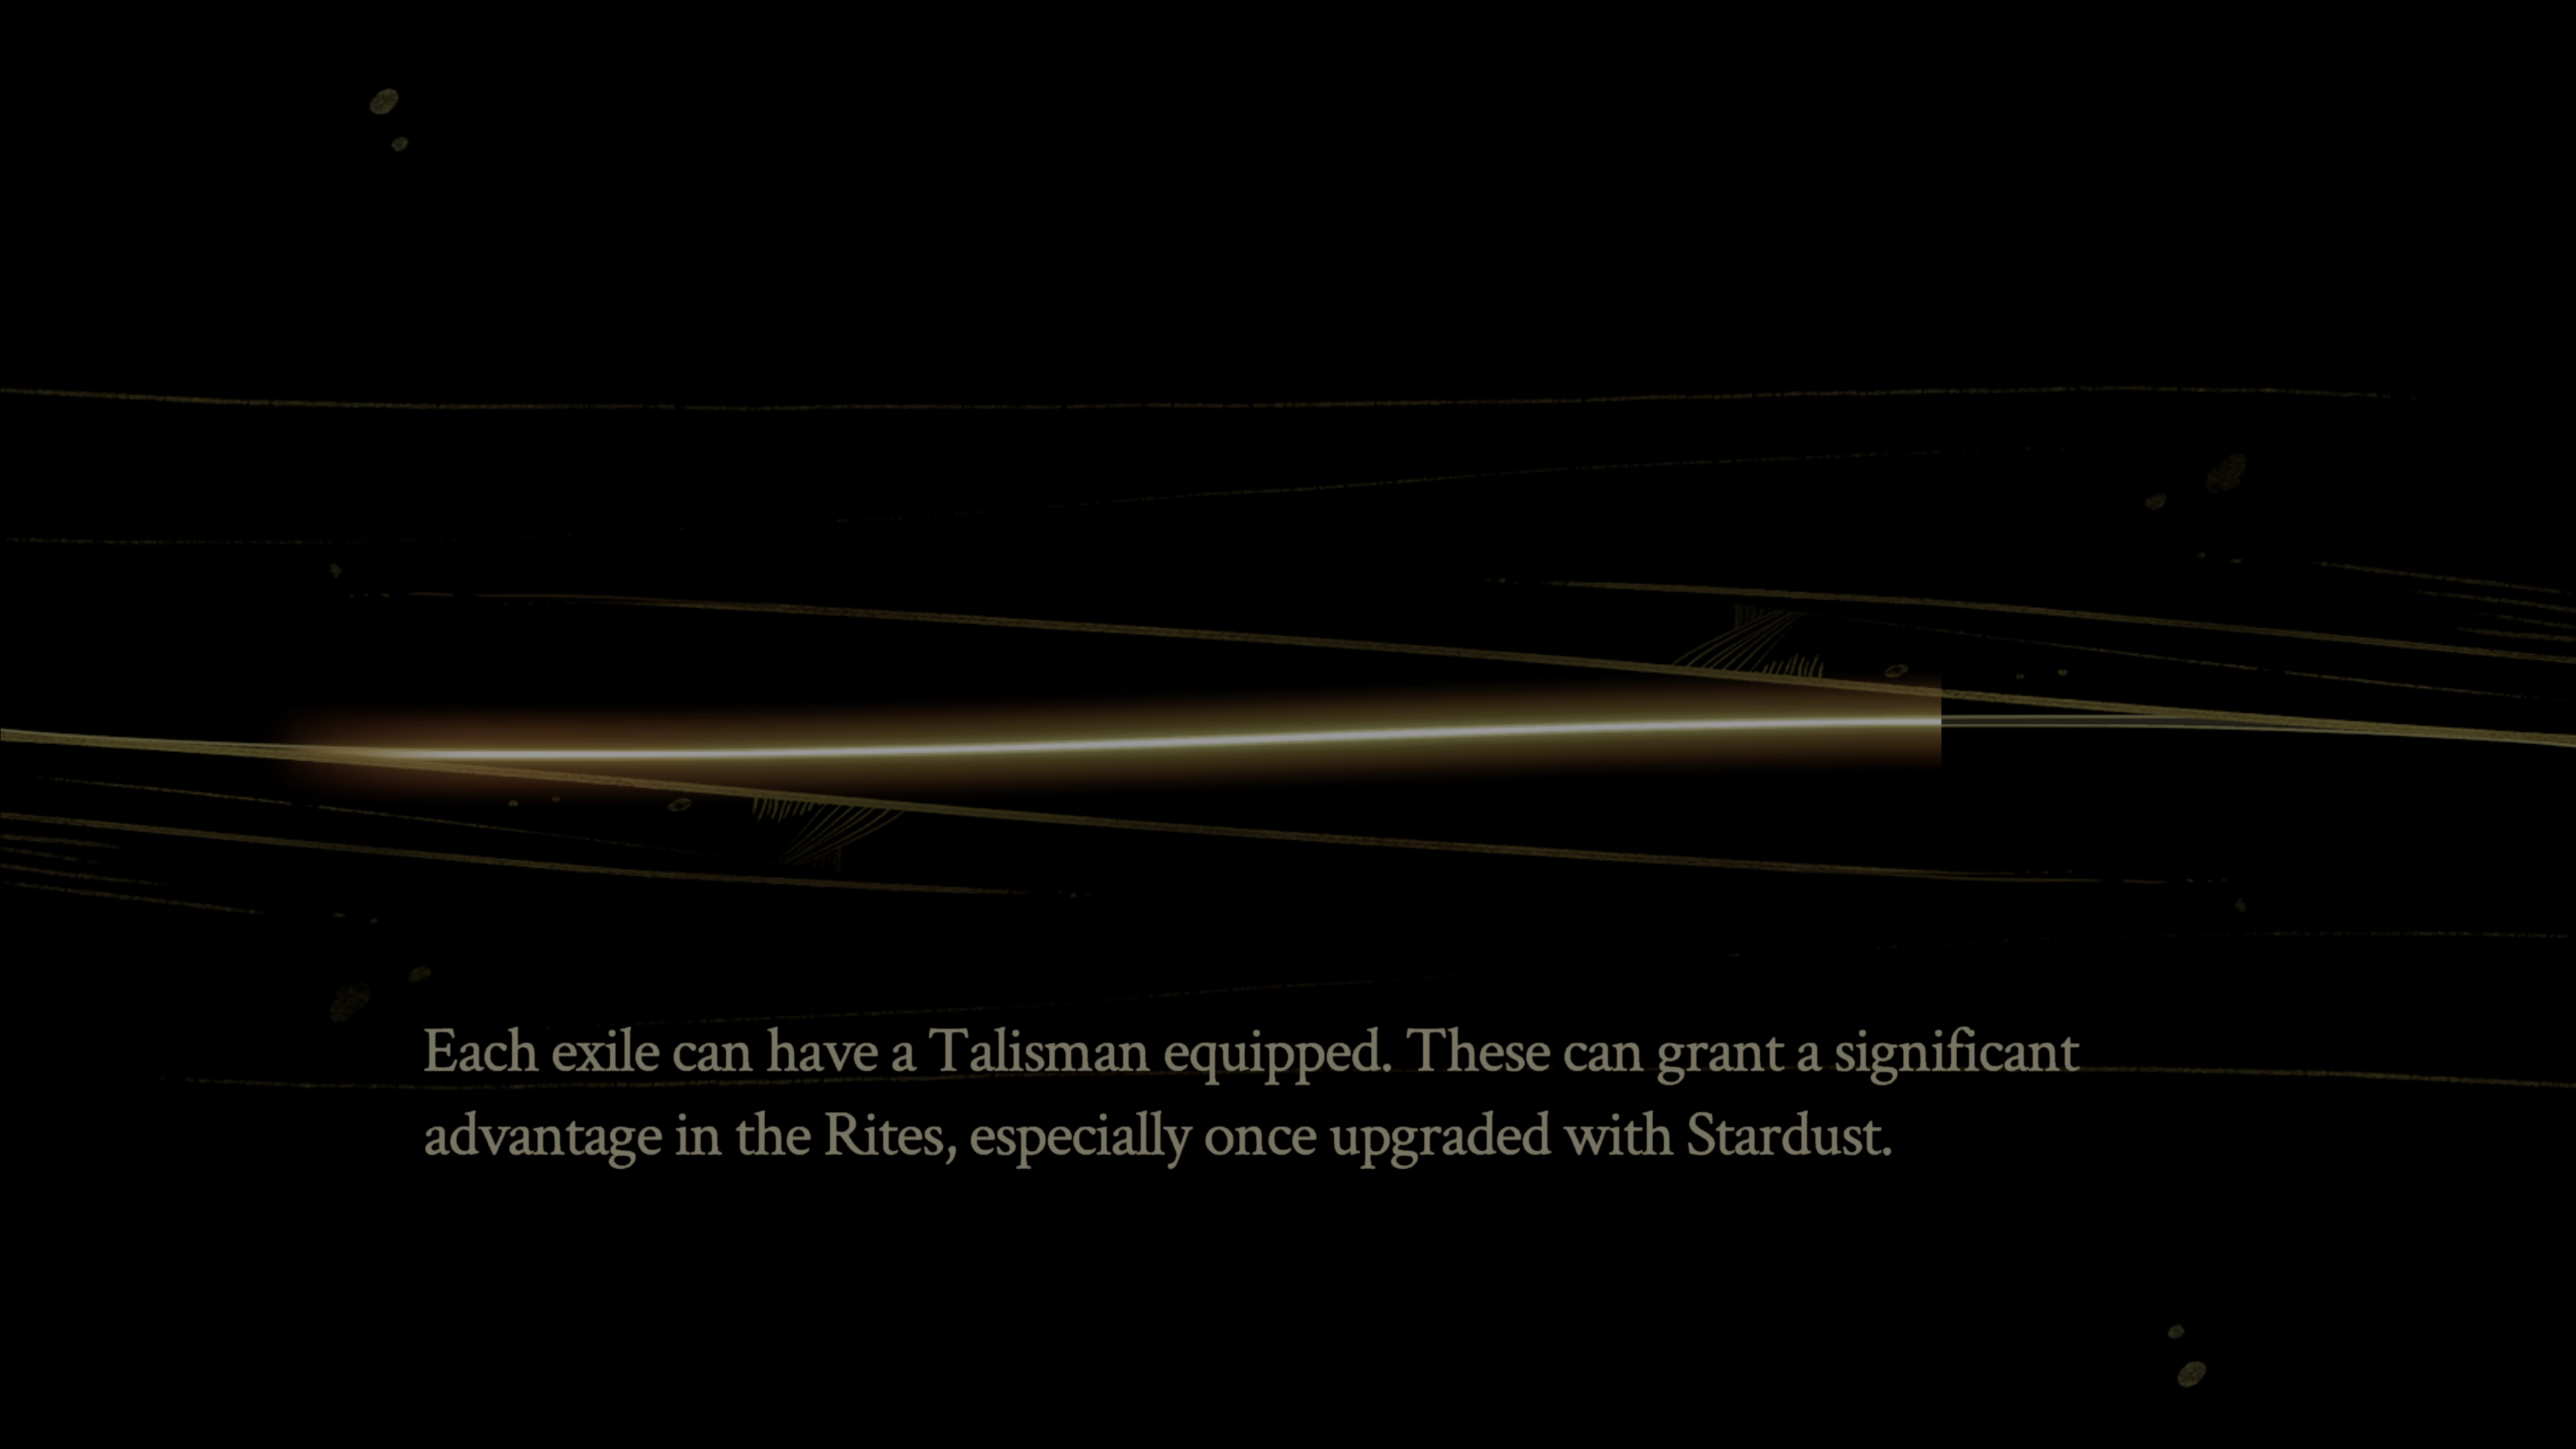 Each exile can have a Talisman equipped. These can grant a significant
advantage in the Rites, especially once upgraded with Stardust.